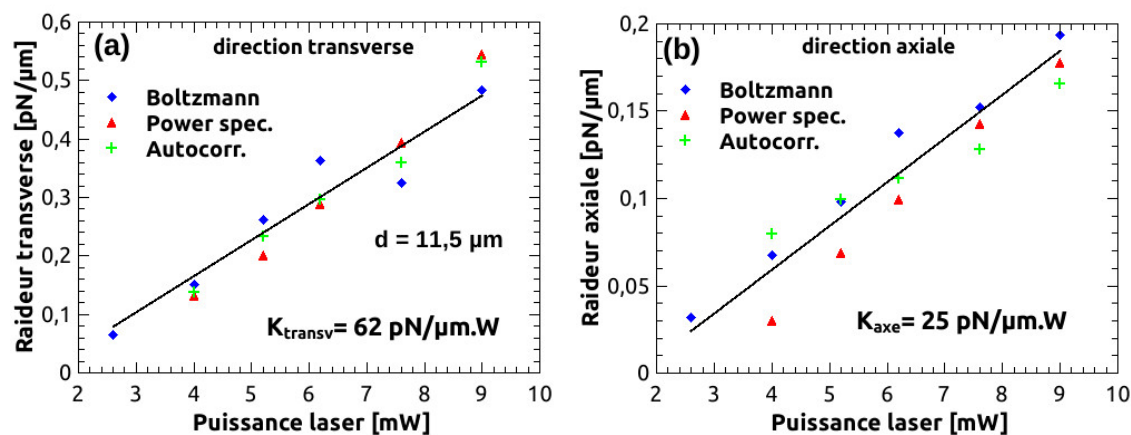 (a)
direction transverse
Boltzmann
Power spec.
Autocorr.
d = 11,5 µm
Ktransv= 62 pN/µm.W
Raideur transverse [pN/µm]
0,6
0,5
0,4
0,3
0,2
0,1
0
2 3 4 5 6 7 8 9 10
Puissance laser [mW]
(b)
direction axiale
Boltzmann
Power spec.
Autocorr.
Kaxe= 25 pN/µm.W
Raideur axiale [pN/µm]
0,2
0,15
0,1
0,05
0
2 3 4 5 6 7 8 9 10
Puissance laser [mW]